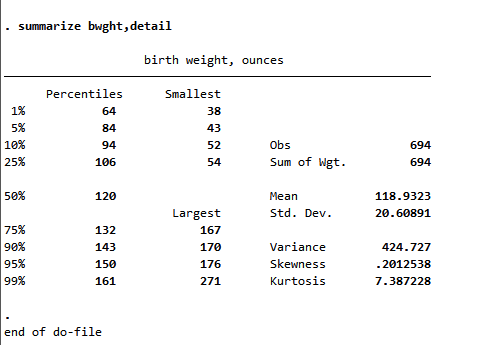 . summarize bwght,detail
birth weight, ounces
Percentiles Smallest
1% 64 38
5% 84 43
10% 94 52 Obs 694
25% 106 54 Sum of Wgt. 694
50% 120 Mean 118.9323
Largest Std. Dev. 20.60891
75% 132 167
90% 143 170 Variance 424.727
95% 150 176 Skewness .2012538
99% 161 271 Kurtosis 7.387228
.
end of do-file